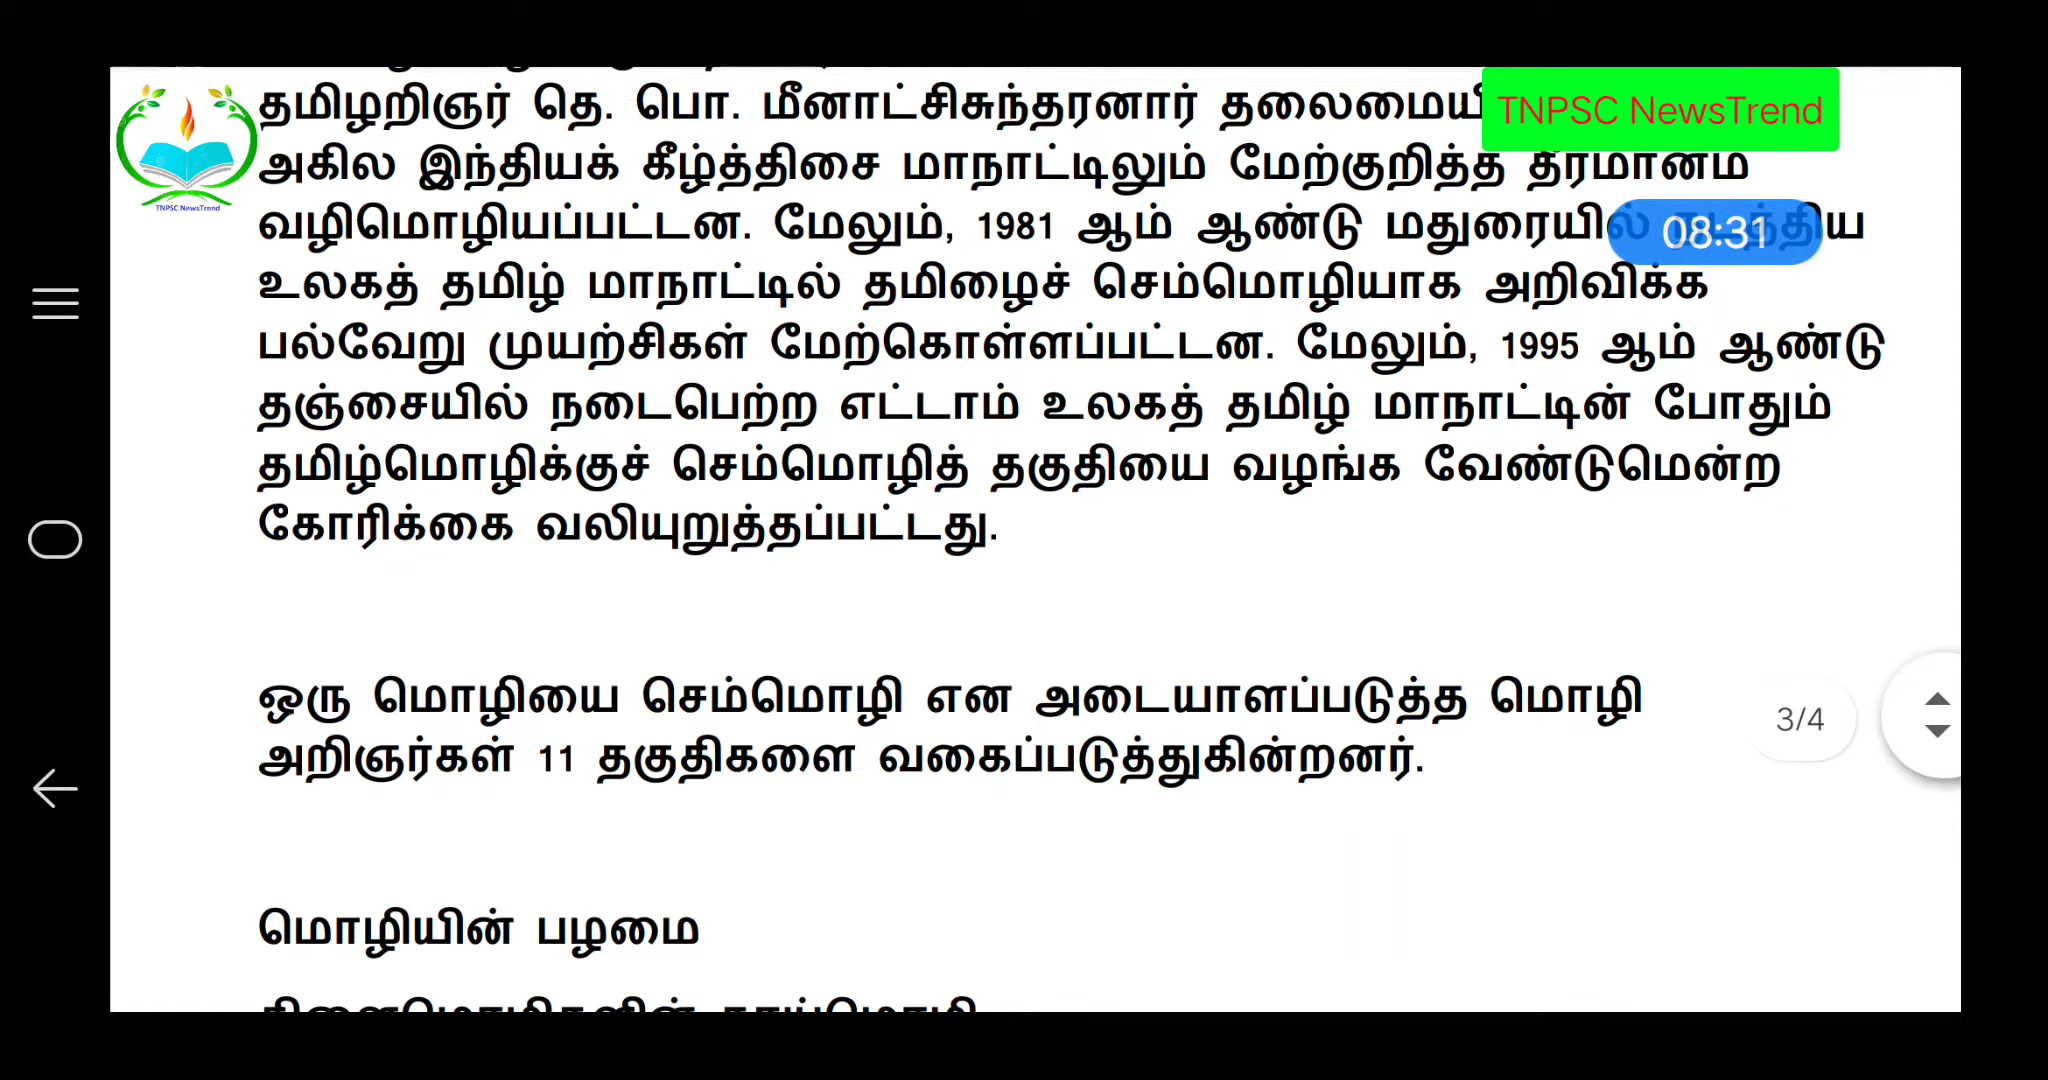 தமிழறிஞர் தெ. பொ. மீனாட்சிசுந்தரனார்
TNPSC NewsTrend
அகில இந்தியக் கீழ்த்திசை மாநாட்டிலும் மேற்குறித்த தீர்மானம்
TNPSC NewsTrend
வழிமொழியப்பட்டன. மேலும், 1981 ஆம் ஆண்டு மதுரையில்
08:31
உலகத் தமிழ் மாநாட்டில் தமிழைச் செம்மொழியாக அறிவிக்க
பல்வேறு முயற்சிகள் மேற்கொள்ளப்பட்டன. மேலும், 1995 ஆம் ஆண்டு
தஞ்சையில் நடைபெற்ற எட்டாம் உலகத் தமிழ் மாநாட்டின் போதும்
தமிழ்மொழிக்குச் செம்மொழித் தகுதியை வழங்க வேண்டுமென்ற
கோரிக்கை வலியுறுத்தப்பட்டது.
ஒரு மொழியை செம்மொழி என அடையாளப்படுத்த மொழி
3/4
அறிஞர்கள் 11 தகுதிகளை வகைப்படுத்துகின்றனர்.
மொழியின் பழமை